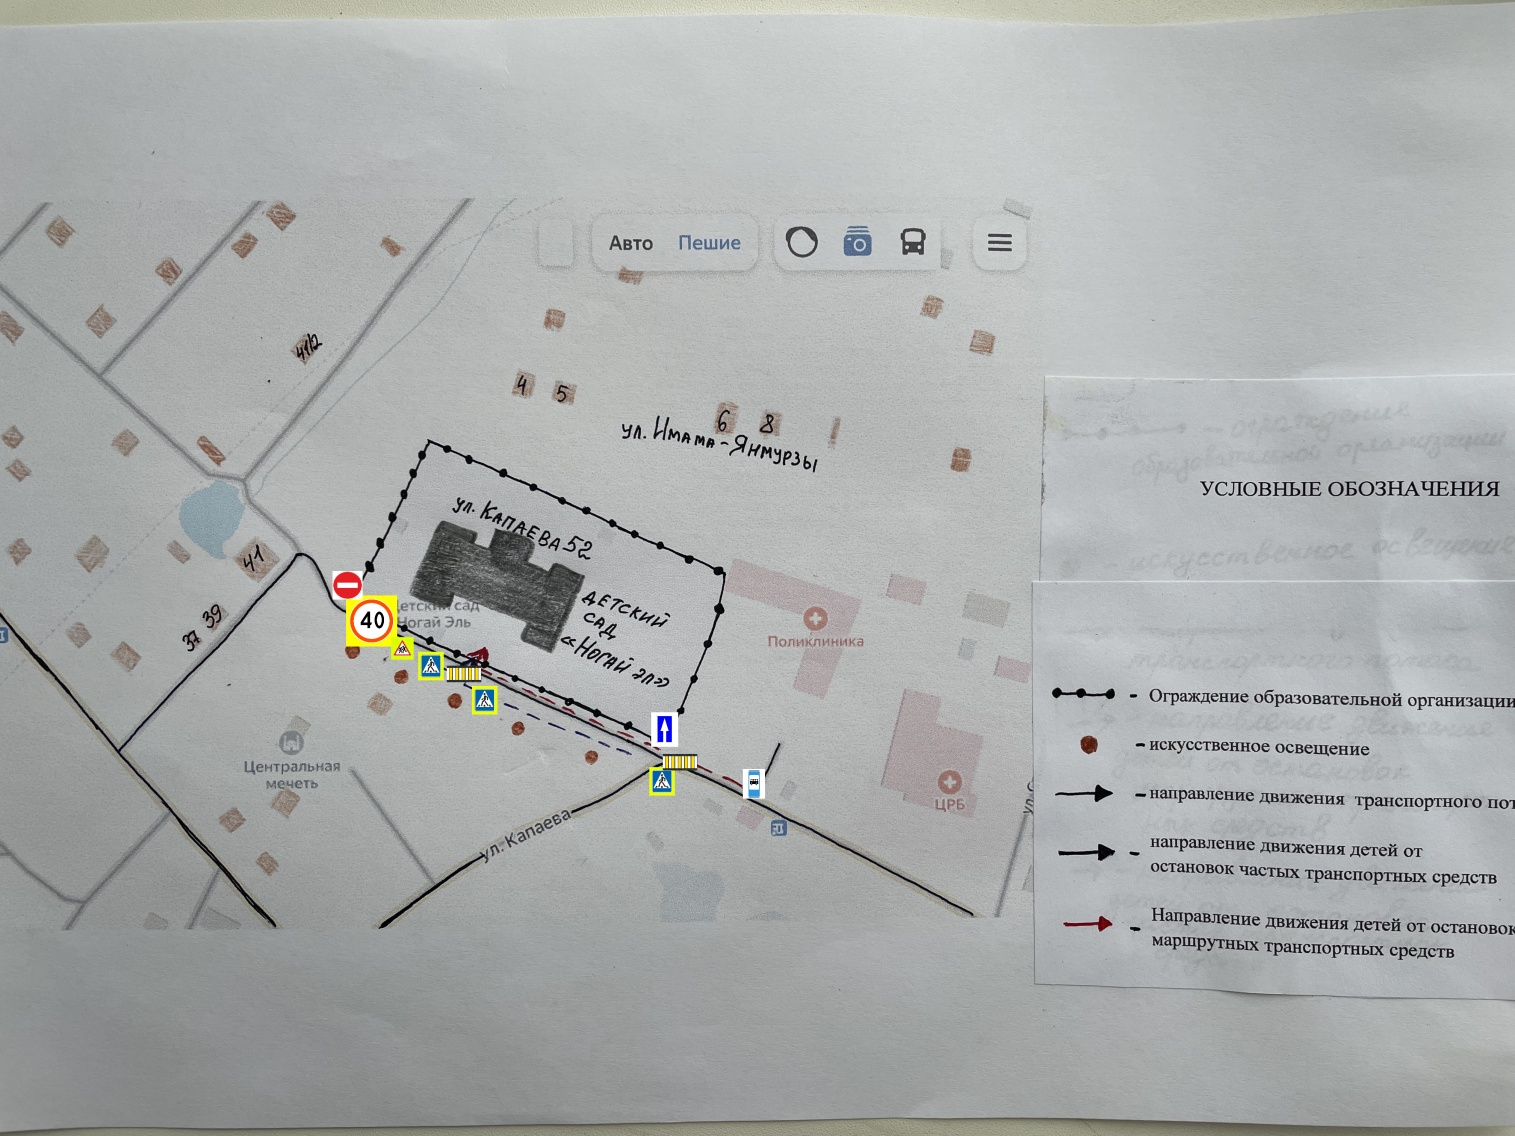 Авто Пешие
41/2
4 5
6 8
ул. Имама-Янмурзы
ул. Капаева 52
41
39
37
Детский сад
Ногай Эль
40
ДЕТСКИЙ
САД
«Ногай Эл»
Поликлиника
ЦРБ
Центральная
мечеть
ул. Капаева
УСЛОВНЫЕ ОБОЗНАЧЕНИЯ
- Ограждение образовательной организации
- искусственное освещение
- направление движения транспортного пот
- направление движения детей от
остановок частых транспортных средств
- Направление движения детей от остановок
маршрутных транспортных средств